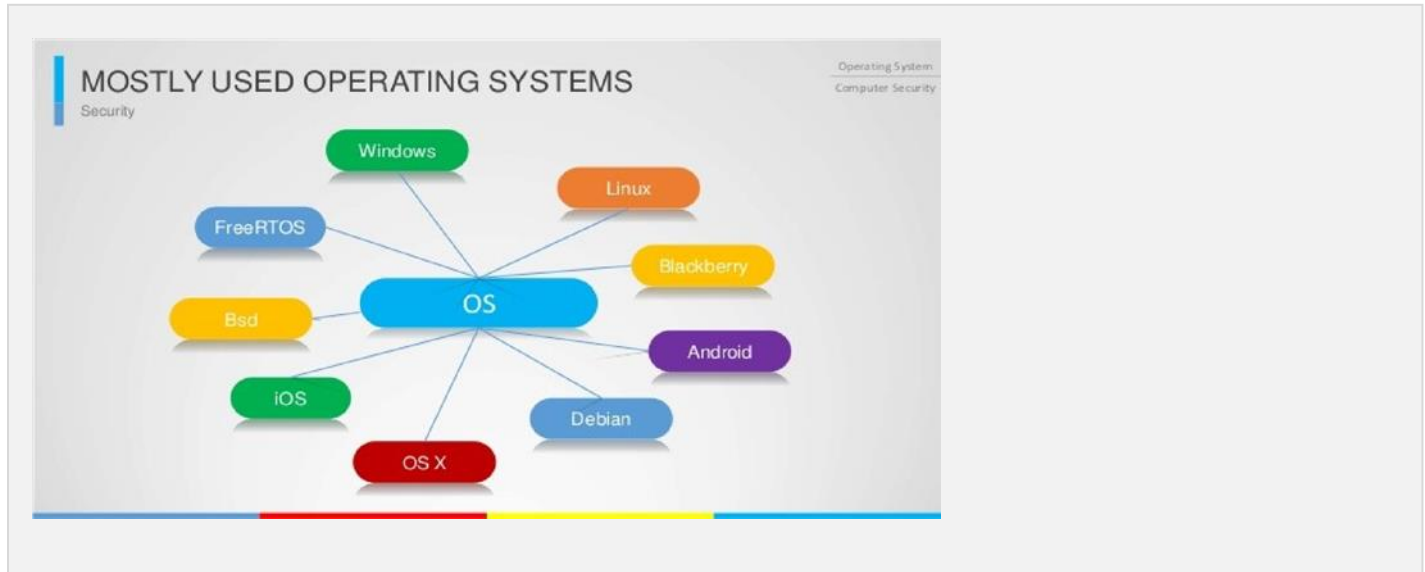 MOSTLY USED OPERATING SYSTEMS
Security
Operating System
Computer Security
Windows
Linux
FreeRTOS
Blackberry
OS
Bsd
Android
iOS
Debian
OS X